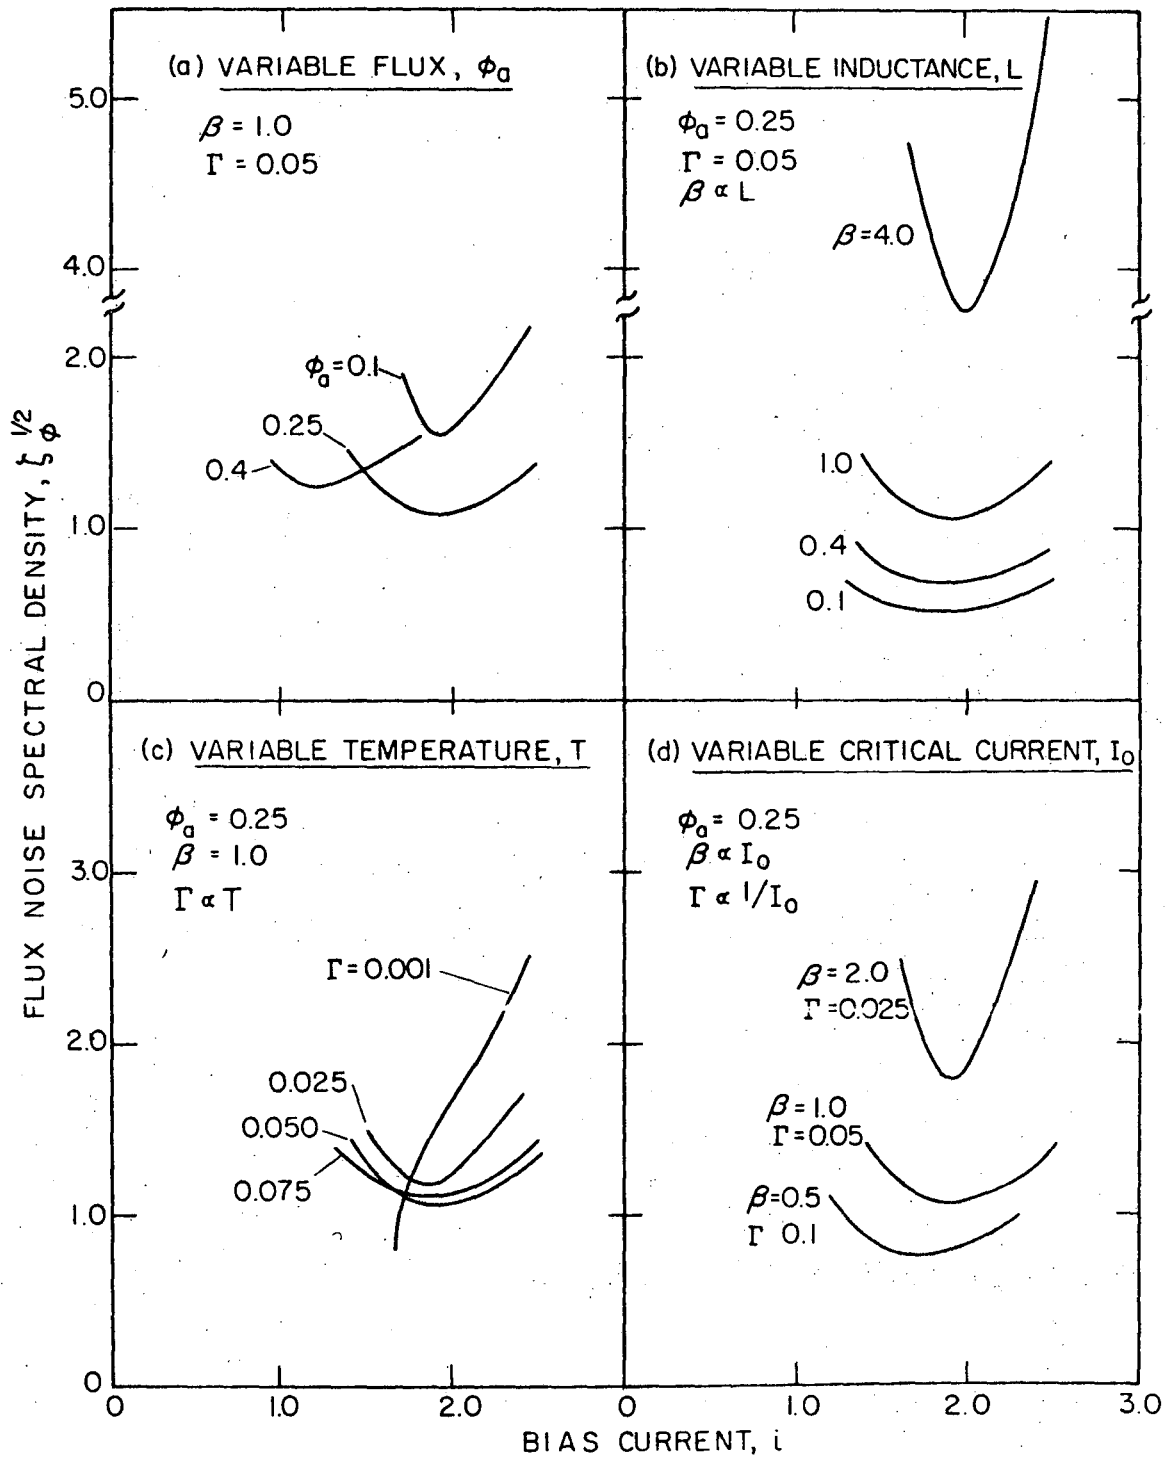 (a) VARIABLE FLUX, ϕa
β = 1.0
Γ = 0.05
5.0
4.0
2.0
1.0
0
ϕa=0.1
0.25
0.4
(b) VARIABLE INDUCTANCE, L
ϕa = 0.25
Γ = 0.05
β ∝ L
β=4.0
1.0
0.4
0.1
FLUX NOISE SPECTRAL DENSITY, ζϕ^1/2
(c) VARIABLE TEMPERATURE, T
ϕa = 0.25
β = 1.0
Γ ∝ T
3.0
2.0
1.0
0
Γ=0.001
0.025
0.050
0.075
0
1.0
2.0
(d) VARIABLE CRITICAL CURRENT, I0
ϕa = 0.25
β ∝ I0
Γ ∝ 1/I0
β=2.0
Γ=0.025
β=1.0
Γ=0.05
β=0.5
Γ 0.1
0
1.0
2.0
3.0
BIAS CURRENT, i